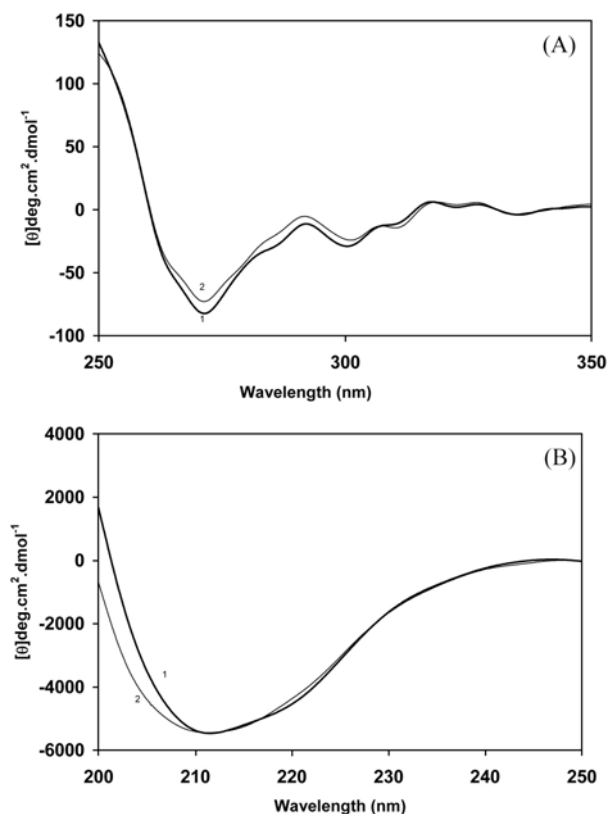 (A)
150
100
50
0
-50
-100
[θ]deg.cm².dmol⁻¹
2
1
250 300 350
Wavelength (nm)
(B)
4000
2000
0
-2000
-4000
-6000
[θ]deg.cm².dmol⁻¹
1
2
200 210 220 230 240 250
Wavelength (nm)